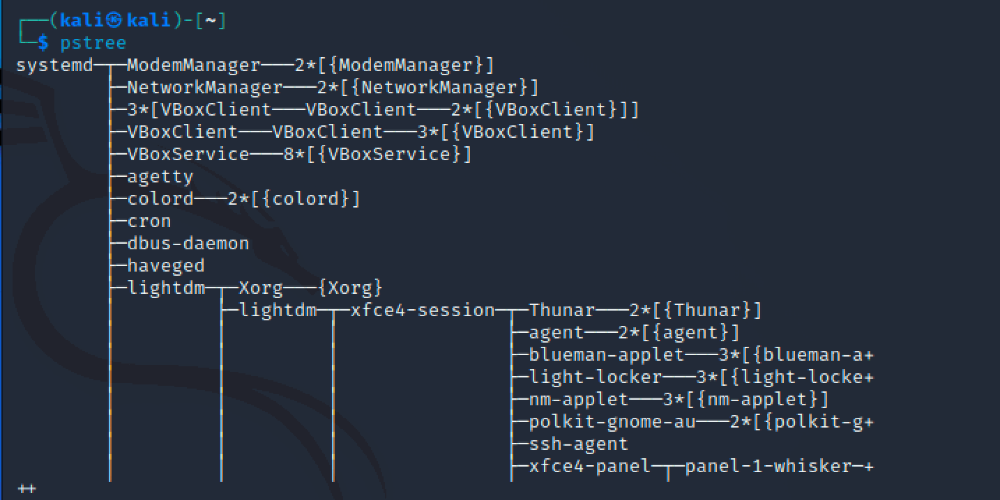 ┌──(kali㉿kali)-[~]
└─$ pstree
systemd─┬─ModemManager───2*[{ModemManager}]
        ├─NetworkManager───2*[{NetworkManager}]
        ├─3*[VBoxClient───VBoxClient───2*[{VBoxClient}]]
        ├─VBoxClient───VBoxClient───3*[{VBoxClient}]
        ├─VBoxService───8*[{VBoxService}]
        ├─agetty
        ├─colord───2*[{colord}]
        ├─cron
        ├─dbus-daemon
        ├─haveged
        ├─lightdm─┬─Xorg───{Xorg}
        │         ├─lightdm─┬─xfce4-session─┬─Thunar───2*[{Thunar}]
        │         │         │               ├─agent───2*[{agent}]
        │         │         │               ├─blueman-applet───3*[{blueman-a+
        │         │         │               ├─light-locker───3*[{light-locke+
        │         │         │               ├─nm-applet───3*[{nm-applet}]
        │         │         │               ├─polkit-gnome-au───2*[{polkit-g+
        │         │         │               ├─ssh-agent
        │         │         │               ├─xfce4-panel─┬─panel-1-whisker─+
++